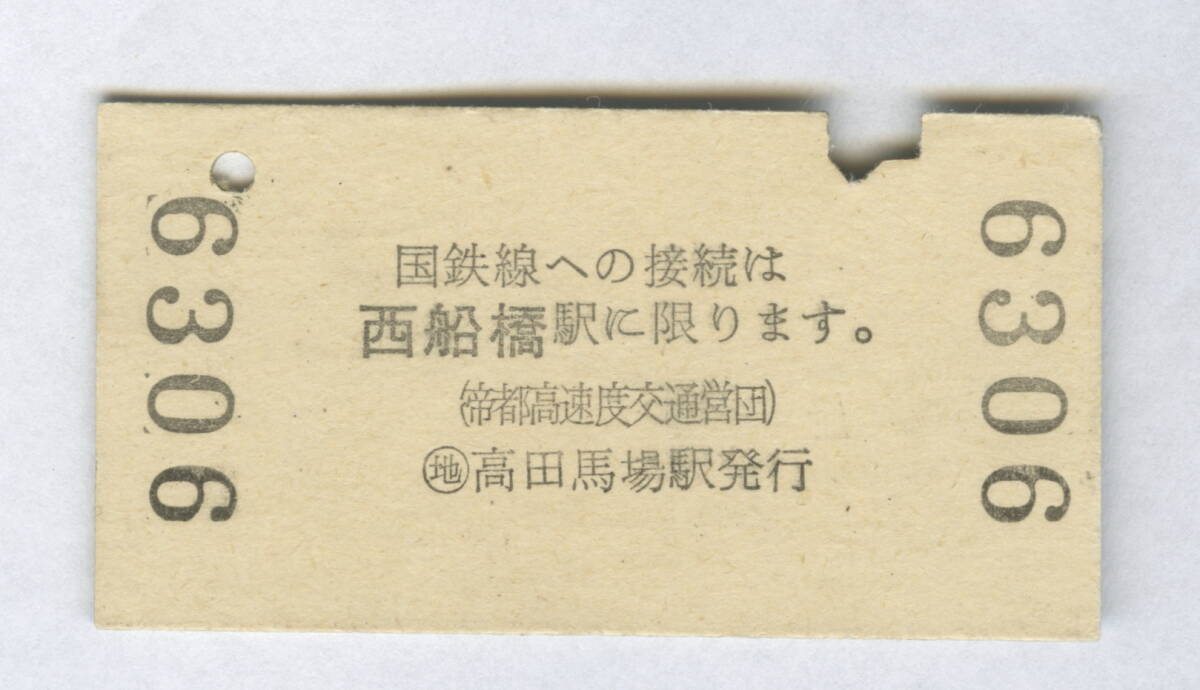 国鉄線への接続は
西船橋駅に限ります。
(帝都高速度交通営団)
㊞地高田馬場駅発行
6306
6306